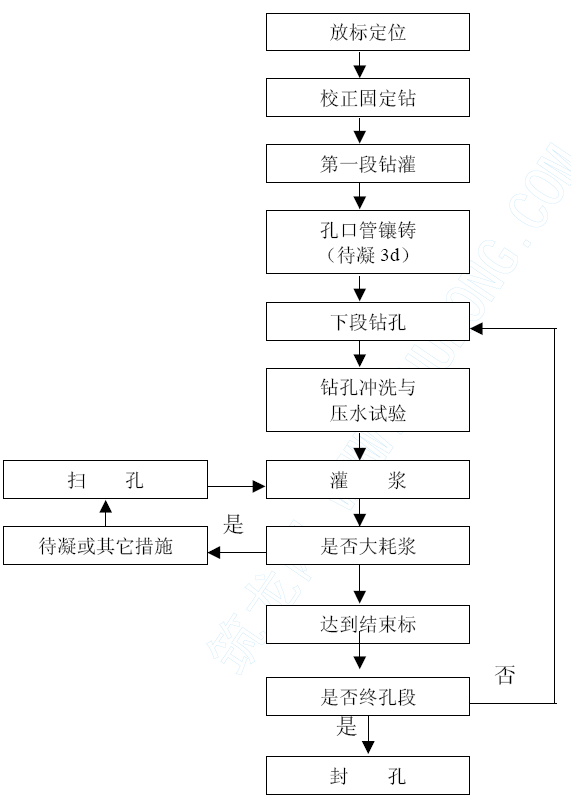 放标定位
校正固定钻
第一段钻灌
孔口管镶铸
（待凝 3d）
下段钻孔
钻孔冲洗与
压水试验
扫　　孔
灌　　浆
是
待凝或其它措施
是否大耗浆
达到结束标
否
是否终孔段
是
封　　孔